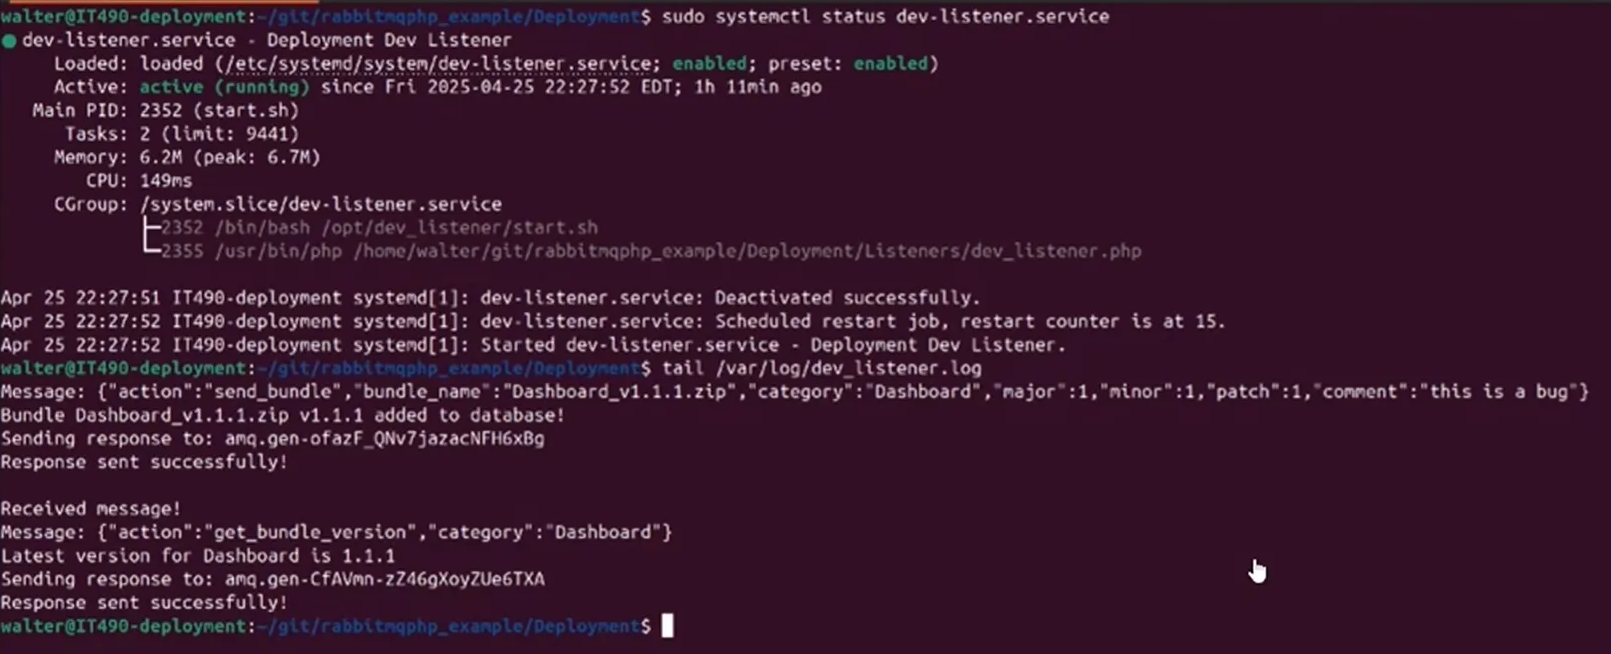 walter@IT490-deployment:~/git/rabbitmqphp_example/Deployment$ sudo systemctl status dev-listener.service
● dev-listener.service - Deployment Dev Listener
Loaded: loaded (/etc/systemd/system/dev-listener.service; enabled; preset: enabled)
Active: active (running) since Fri 2025-04-25 22:27:52 EDT; 1h 11min ago
Main PID: 2352 (start.sh)
Tasks: 2 (limit: 9441)
Memory: 6.2M (peak: 6.7M)
CPU: 149ms
CGroup: /system.slice/dev-listener.service
├─2352 /bin/bash /opt/dev_listener/start.sh
└─2355 /usr/bin/php /home/walter/git/rabbitmqphp_example/Deployment/Listeners/dev_listener.php
Apr 25 22:27:51 IT490-deployment systemd[1]: dev-listener.service: Deactivated successfully.
Apr 25 22:27:52 IT490-deployment systemd[1]: dev-listener.service: Scheduled restart job, restart counter is at 15.
Apr 25 22:27:52 IT490-deployment systemd[1]: Started dev-listener.service - Deployment Dev Listener.
walter@IT490-deployment:~/git/rabbitmqphp_example/Deployment$ tail /var/log/dev_listener.log
Message: {"action":"send_bundle","bundle_name":"Dashboard_v1.1.1.zip","category":"Dashboard","major":1,"minor":1,"patch":1,"comment":"this is a bug"}
Bundle Dashboard_v1.1.1.zip v1.1.1 added to database!
Sending response to: amq.gen-ofazF_QNv7jazacNFH6xBg
Response sent successfully!
Received message!
Message: {"action":"get_bundle_version","category":"Dashboard"}
Latest version for Dashboard is 1.1.1
Sending response to: amq.gen-CfAVmn-zZ46gXoyZUe6TXA
Response sent successfully!
walter@IT490-deployment:~/git/rabbitmqphp_example/Deployment$